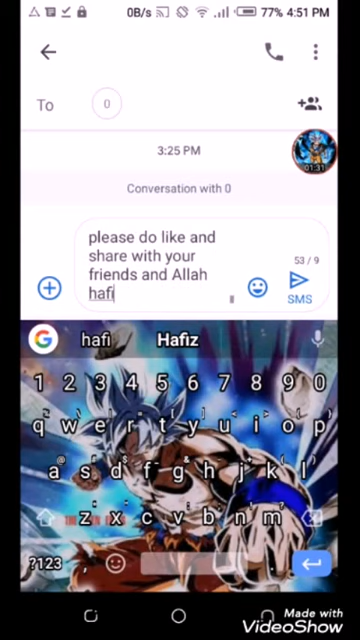 0B/s 77% 4:51 PM
To 0
3:25 PM
01:31
Conversation with 0
please do like and
share with your
friends and Allah
hafi
53 / 9
SMS
hafi Hafiz
1 2 3 4 5 6 7 8 9 0
q w e r t y u i o p
a s d f g h j k l
z x c v b n m
?123 , .
Made with
VideoShow